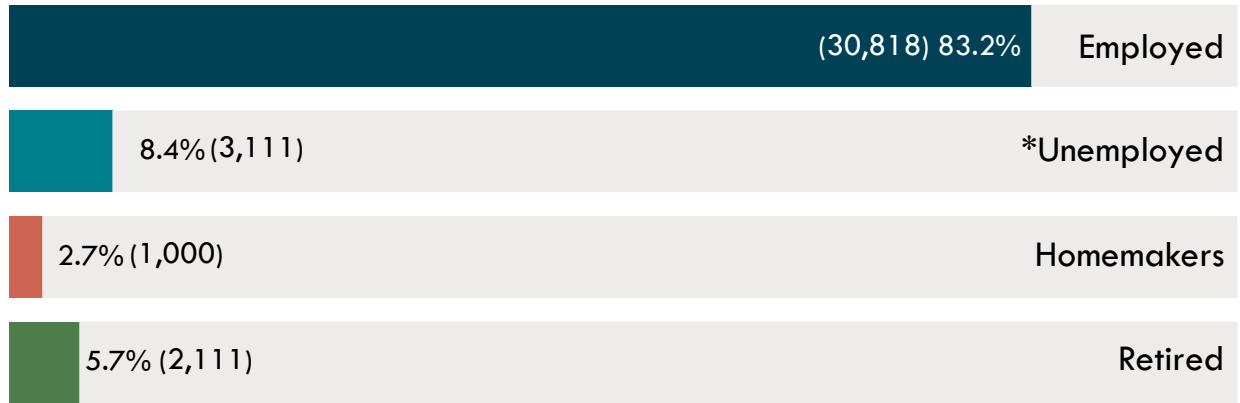 (30,818) 83.2% Employed
8.4% (3,111) *Unemployed
2.7% (1,000) Homemakers
5.7% (2,111) Retired